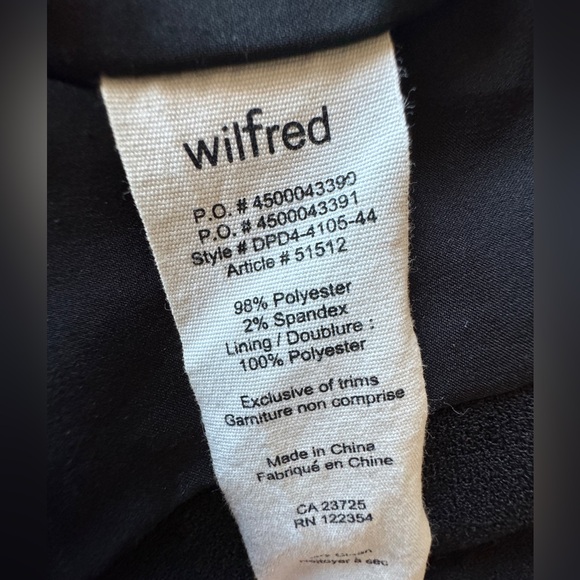 wilfred
P.O. # 4500043390
P.O. # 4500043391
Style # DPD4-4105-44
Article # 51512
98% Polyester
2% Spandex
Lining / Doublure :
100% Polyester
Exclusive of trims
Garniture non comprise
Made in China
Fabriqué en Chine
CA 23725
RN 122354